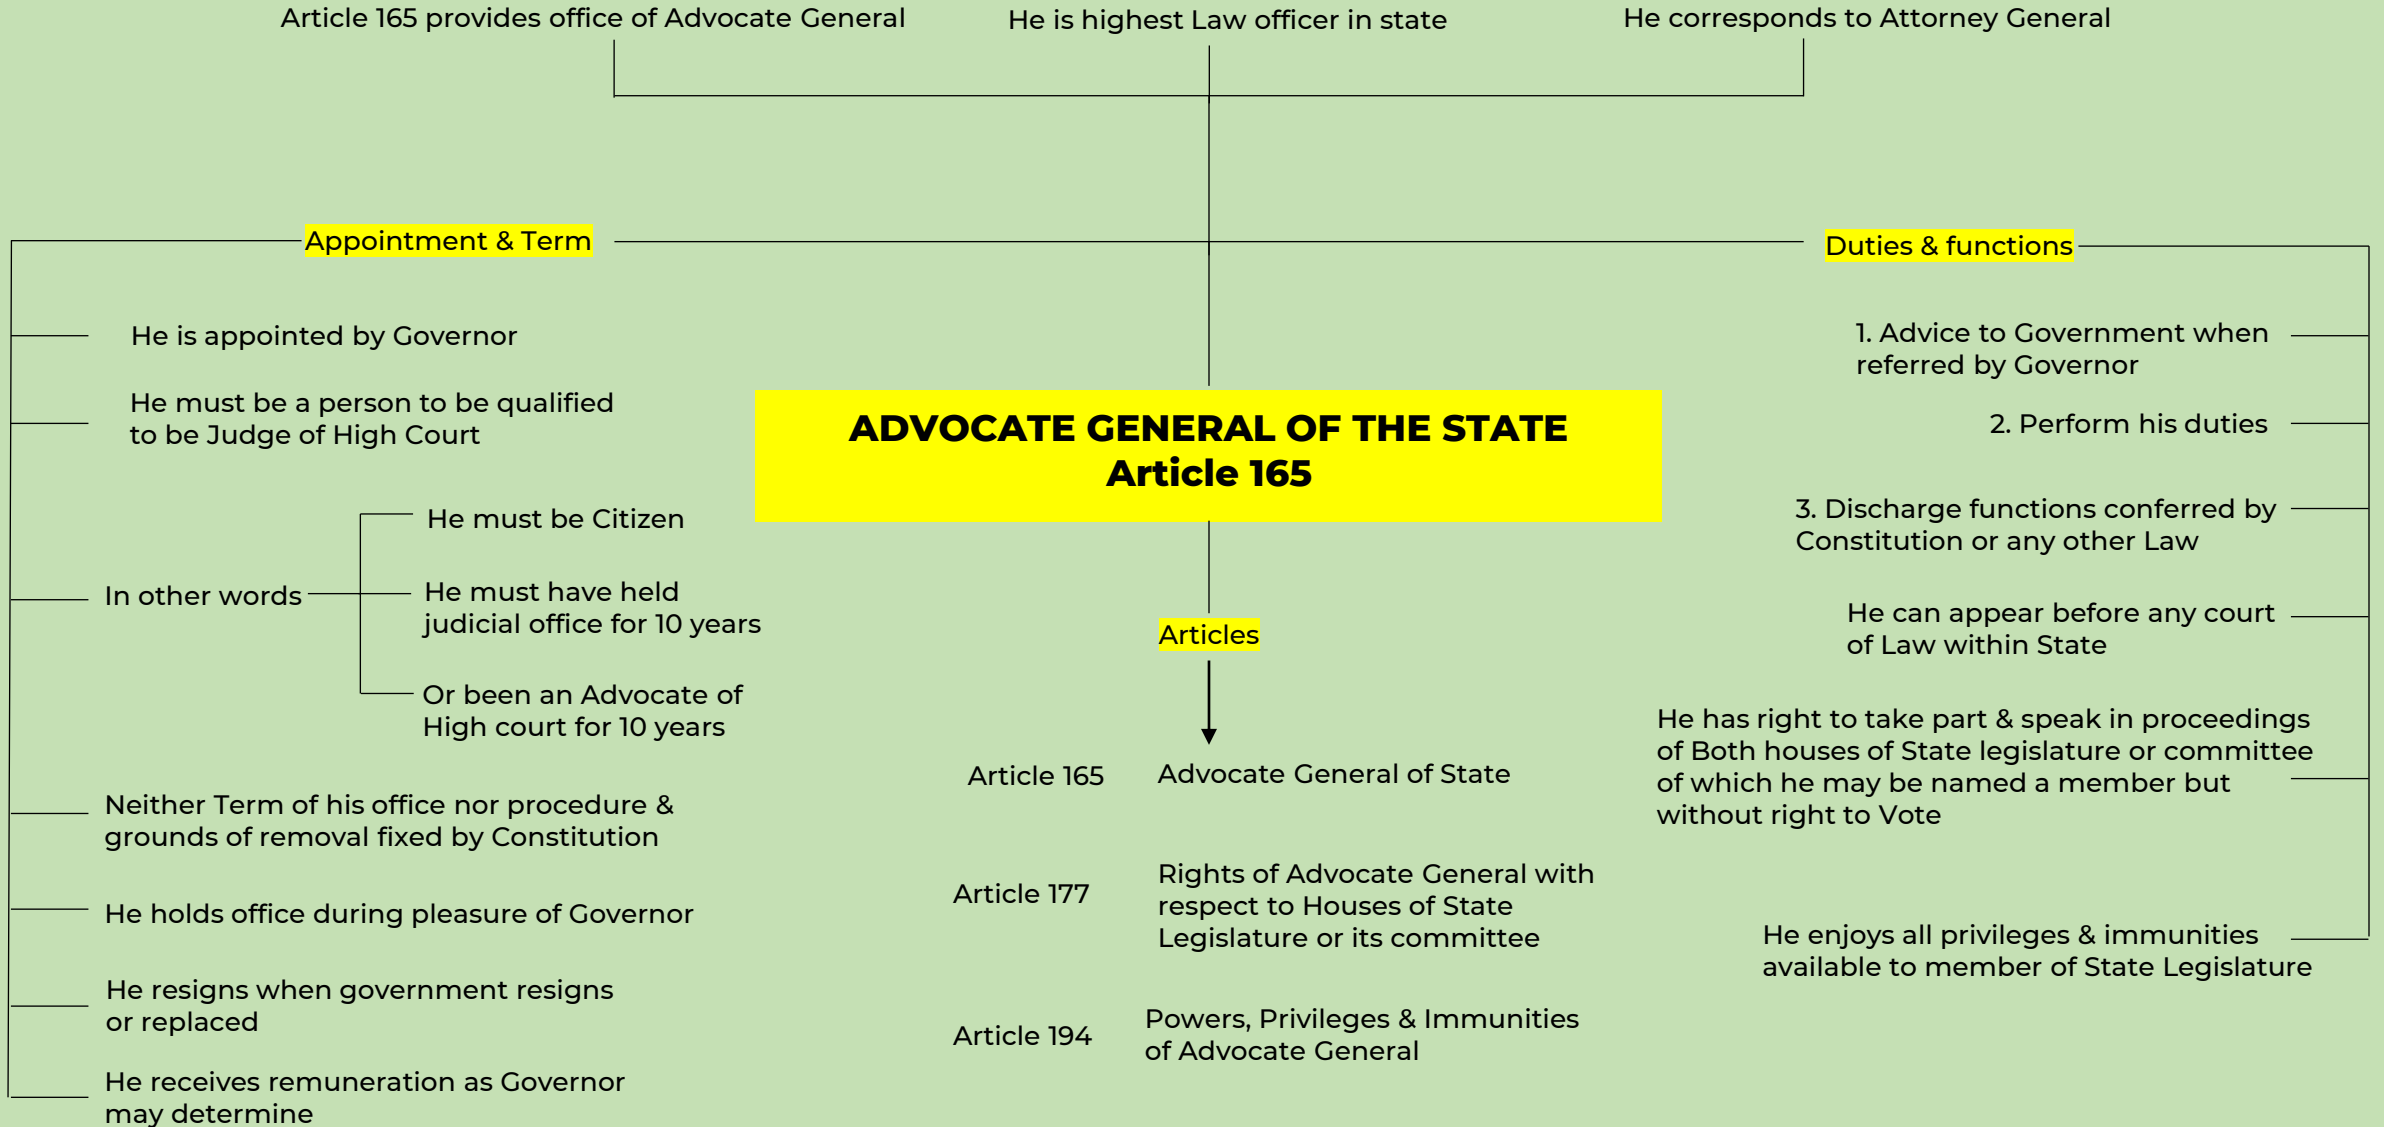 Article 165 provides office of Advocate General
He is highest Law officer in state
He corresponds to Attorney General
Appointment & Term
He is appointed by Governor
He must be a person to be qualified
to be Judge of High Court
In other words
He must be Citizen
He must have held
judicial office for 10 years
Or been an Advocate of
High court for 10 years
Neither Term of his office nor procedure &
grounds of removal fixed by Constitution
He holds office during pleasure of Governor
He resigns when government resigns
or replaced
He receives remuneration as Governor
may determine
ADVOCATE GENERAL OF THE STATE
Article 165
Articles
Article 165
Advocate General of State
Article 177
Rights of Advocate General with
respect to Houses of State
Legislature or its committee
Article 194
Powers, Privileges & Immunities
of Advocate General
Duties & functions
1. Advice to Government when
referred by Governor
2. Perform his duties
3. Discharge functions conferred by
Constitution or any other Law
He can appear before any court
of Law within State
He has right to take part & speak in proceedings
of Both houses of State legislature or committee
of which he may be named a member but
without right to Vote
He enjoys all privileges & immunities
available to member of State Legislature